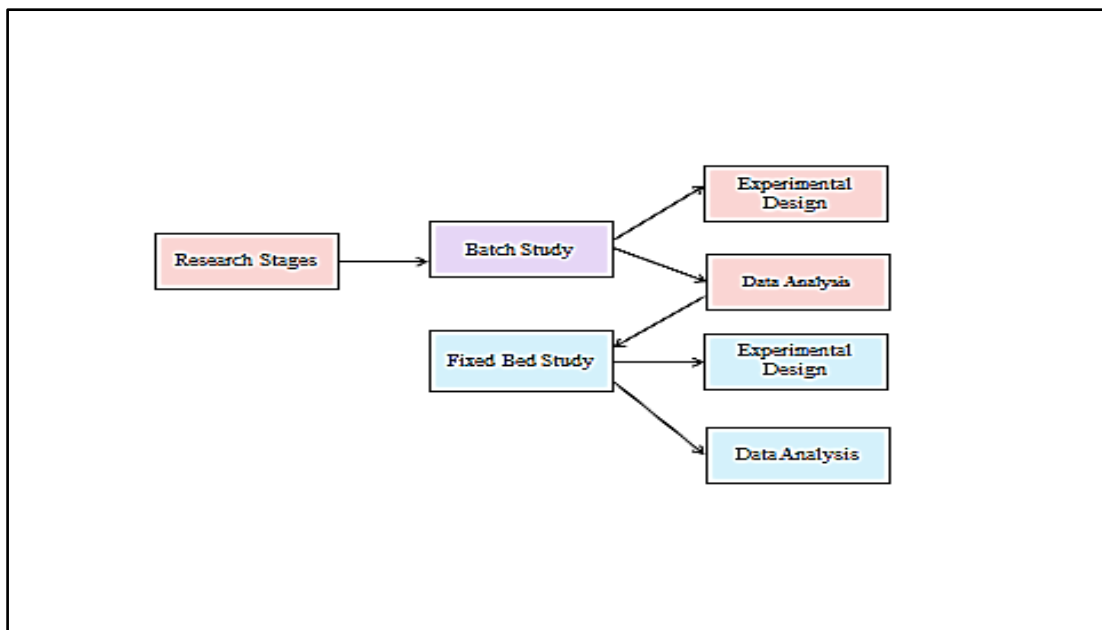 Research Stages
Batch Study
Experimental
Design
Data Analysis
Fixed Bed Study
Experimental
Design
Data Analysis